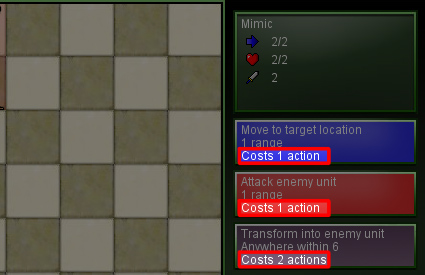 Mimic
2/2
2/2
2
Move to target location
1 range
Costs 1 action
Attack enemy unit
1 range
Costs 1 action
Transform into enemy unit
Anywhere within 6
Costs 2 actions